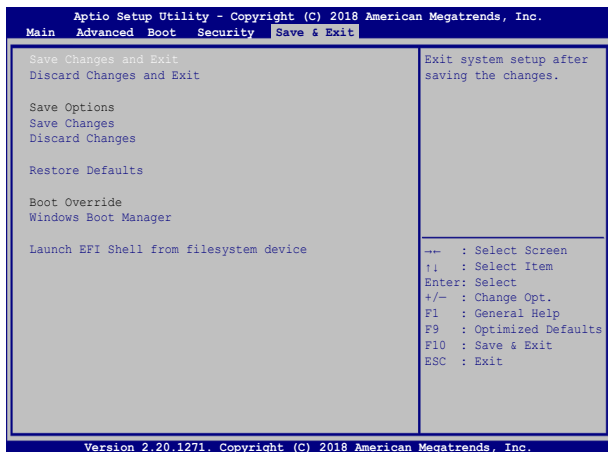 Aptio Setup Utility - Copyright (C) 2018 American Megatrends, Inc.
Main Advanced Boot Security Save & Exit
Save Changes and Exit
Discard Changes and Exit
Save Options
Save Changes
Discard Changes
Restore Defaults
Boot Override
Windows Boot Manager
Launch EFI Shell from filesystem device
Exit system setup after
saving the changes.
→← : Select Screen
↑↓ : Select Item
Enter: Select
+/— : Change Opt.
F1 : General Help
F9 : Optimized Defaults
F10 : Save & Exit
ESC : Exit
Version 2.20.1271. Copyright (C) 2018 American Megatrends, Inc.